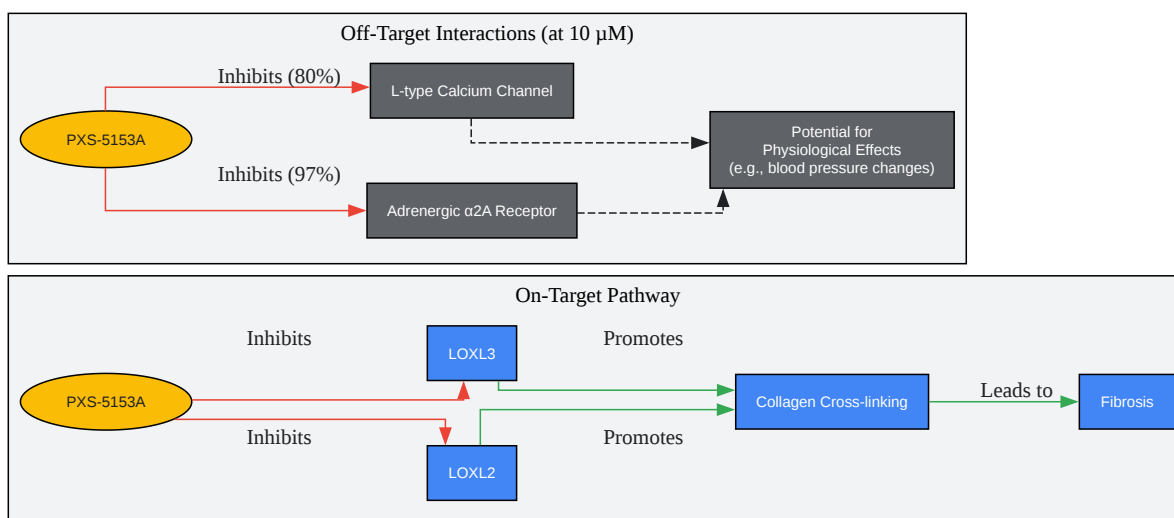 Off-Target Interactions (at 10 µM)
Inhibits (80%)
L-type Calcium Channel
PXS-5153A
Potential for
Physiological Effects
(e.g., blood pressure changes)
Inhibits (97%)
Adrenergic α2A Receptor
On-Target Pathway
Inhibits
LOXL3
Promotes
PXS-5153A
Collagen Cross-linking
Leads to
Fibrosis
Inhibits
LOXL2
Promotes